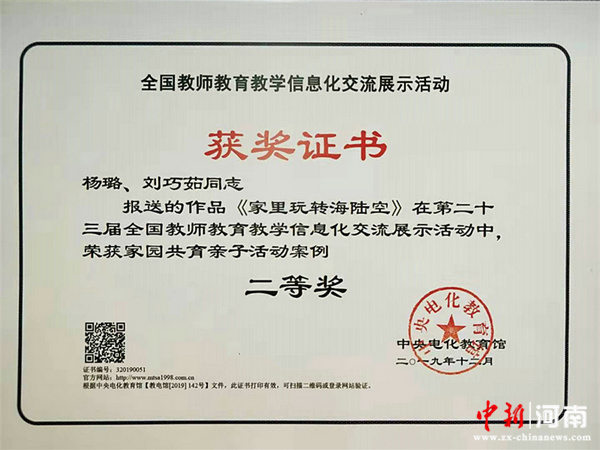 全国教师教育教学信息化交流展示活动
获奖证书
杨璐、刘巧茹同志
报送的作品《家里玩转海陆空》在第二十
三届全国教师教育教学信息化交流展示活动中,
荣获家园共育亲子活动案例
二等奖
中央电化教育馆
中央电化教育馆
二〇一九年十二月
证书编号:320190051
官方网站:http://www.mtsa1998.com.cn
根据中央电化教育馆【教电馆[2019] 142号】文件,此证书打印有效,可扫描二维码或登录网站验证。
中新河南
www.zx-chinanews.com